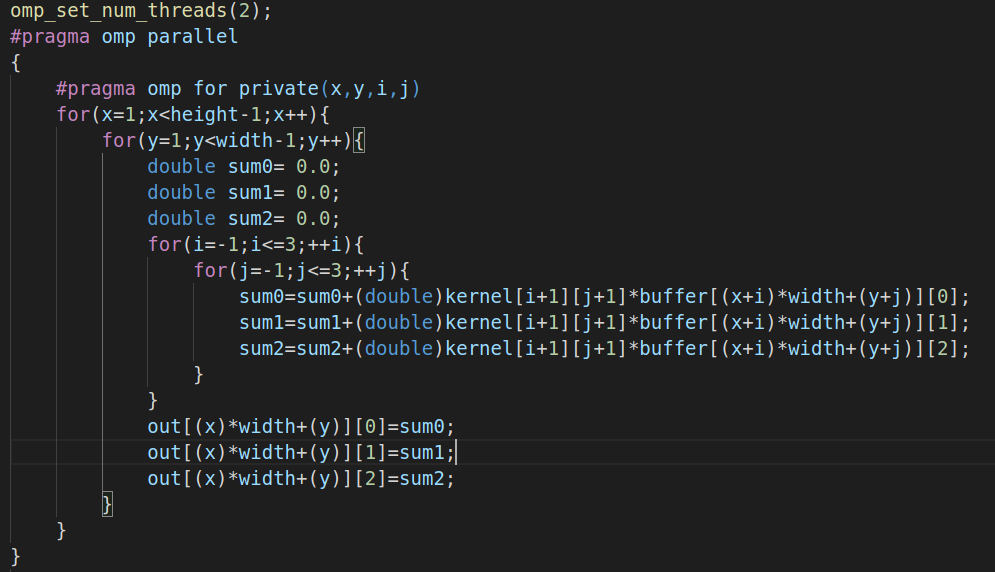 omp_set_num_threads(2);
#pragma omp parallel
{
    #pragma omp for private(x,y,i,j)
    for(x=1;x<height-1;x++){
        for(y=1;y<width-1;y++){
            double sum0= 0.0;
            double sum1= 0.0;
            double sum2= 0.0;
            for(i=-1;i<=3;++i){
                for(j=-1;j<=3;++j){
                    sum0=sum0+(double)kernel[i+1][j+1]*buffer[(x+i)*width+(y+j)][0];
                    sum1=sum1+(double)kernel[i+1][j+1]*buffer[(x+i)*width+(y+j)][1];
                    sum2=sum2+(double)kernel[i+1][j+1]*buffer[(x+i)*width+(y+j)][2];
                }
            }
            out[(x)*width+(y)][0]=sum0;
            out[(x)*width+(y)][1]=sum1;
            out[(x)*width+(y)][2]=sum2;
        }
    }
}